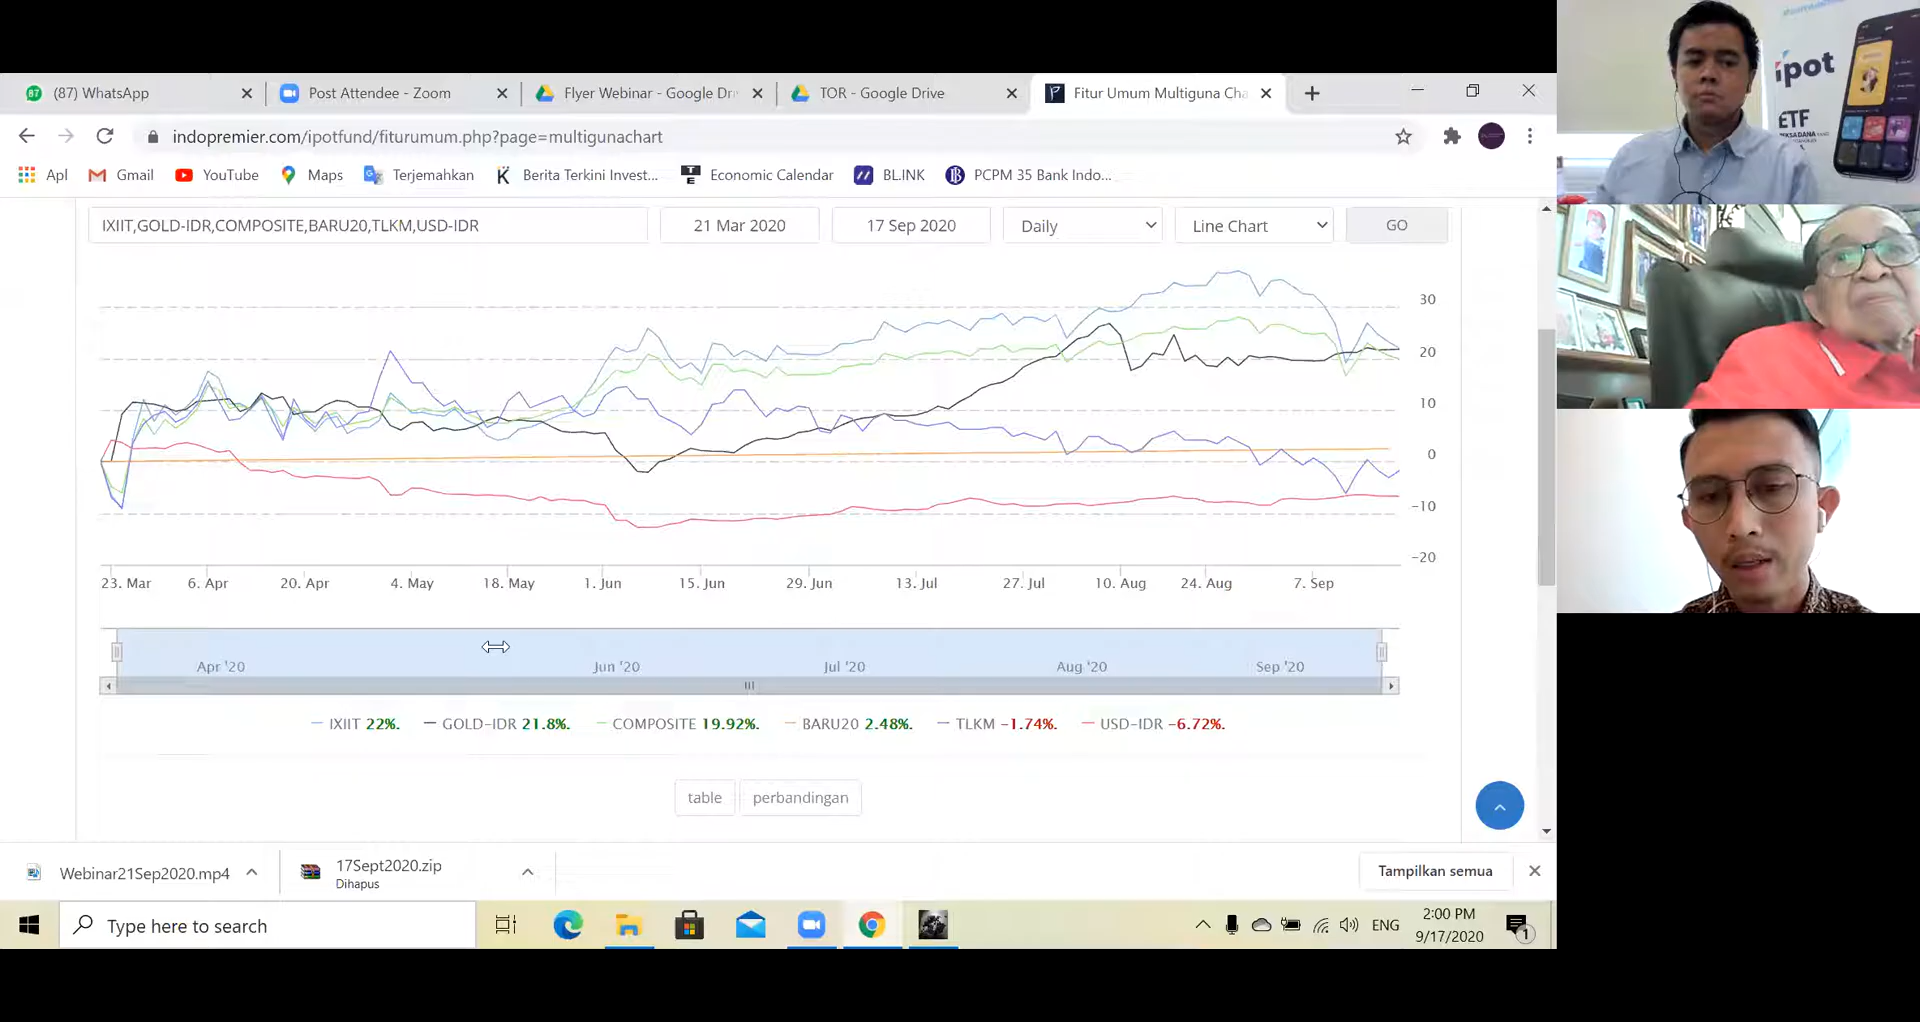 (87) WhatsApp
Post Attendee - Zoom
Flyer Webinar - Google Dri
TOR - Google Drive
Fitur Umum Multiguna Cha
indopremier.com/ipotfund/fiturumum.php?page=multigunachart
Apl
Gmail
YouTube
Maps
Terjemahkan
Berita Terkini Invest...
Economic Calendar
BL.INK
PCPM 35 Bank Indo...
IXIIT,GOLD-IDR,COMPOSITE,BARU20,TLKM,USD-IDR
21 Mar 2020
17 Sep 2020
Daily
Line Chart
GO
30
20
10
0
-10
-20
23. Mar
6. Apr
20. Apr
4. May
18. May
1. Jun
15. Jun
29. Jun
13. Jul
27. Jul
10. Aug
24. Aug
7. Sep
Apr '20
Jun '20
Jul '20
Aug '20
Sep '20
IXIIT 22%.
GOLD-IDR 21.8%.
COMPOSITE 19.92%.
BARU20 2.48%.
TLKM -1.74%.
USD-IDR -6.72%.
table
perbandingan
Webinar21Sep2020.mp4
17Sept2020.zip
Dihapus
Tampilkan semua
Type here to search
ENG
2:00 PM
9/17/2020
1
ipot
ETF